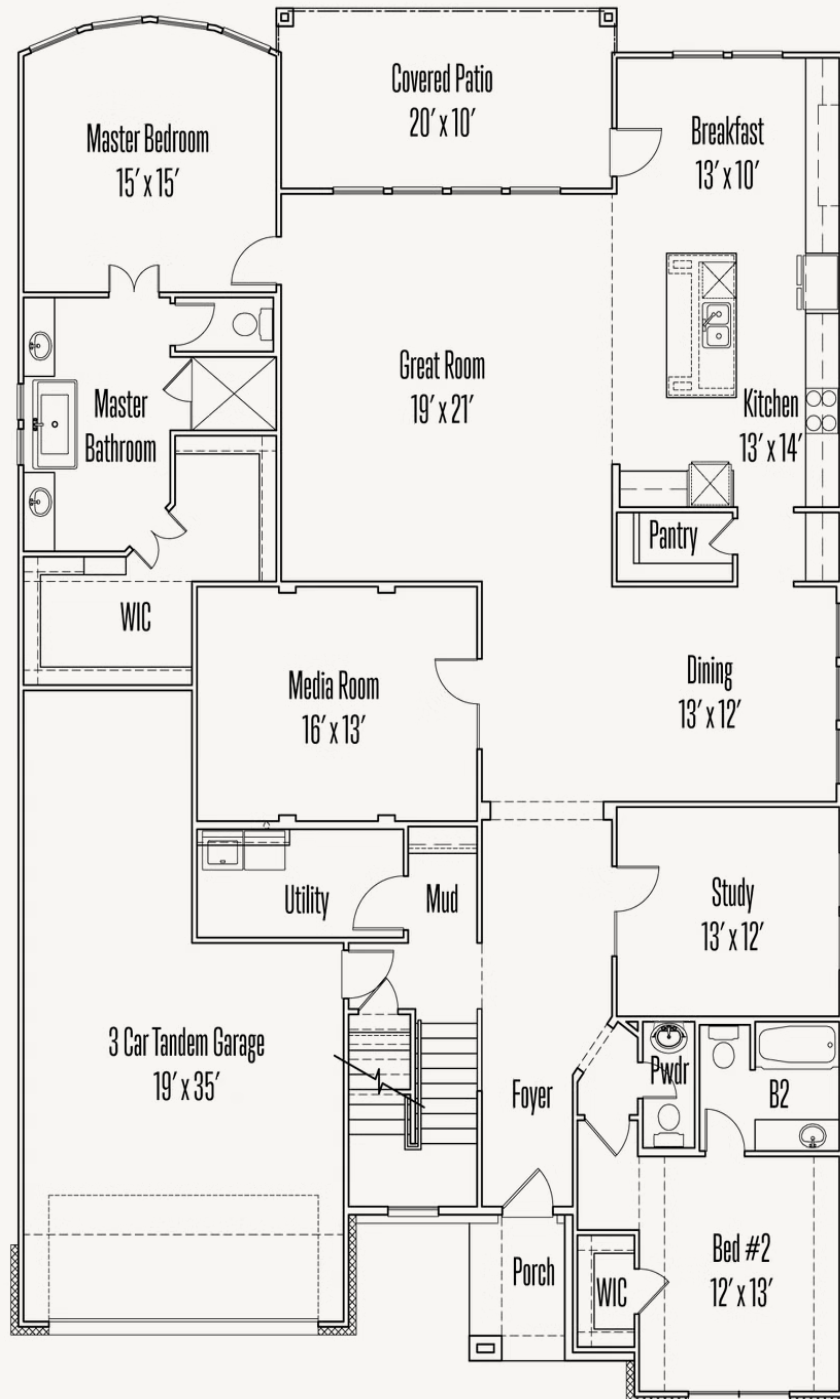 Covered Patio
20' x 10'
Master Bedroom
15' x 15'
Breakfast
13' x 10'
Great Room
19' x 21'
Master
Bathroom
Kitchen
13' x 14'
Pantry
WIC
Media Room
16' x 13'
Dining
13' x 12'
Utility
Mud
Study
13' x 12'
3 Car Tandem Garage
19' x 35'
Foyer
Pwdr
B2
Porch
WIC
Bed #2
12' x 13'